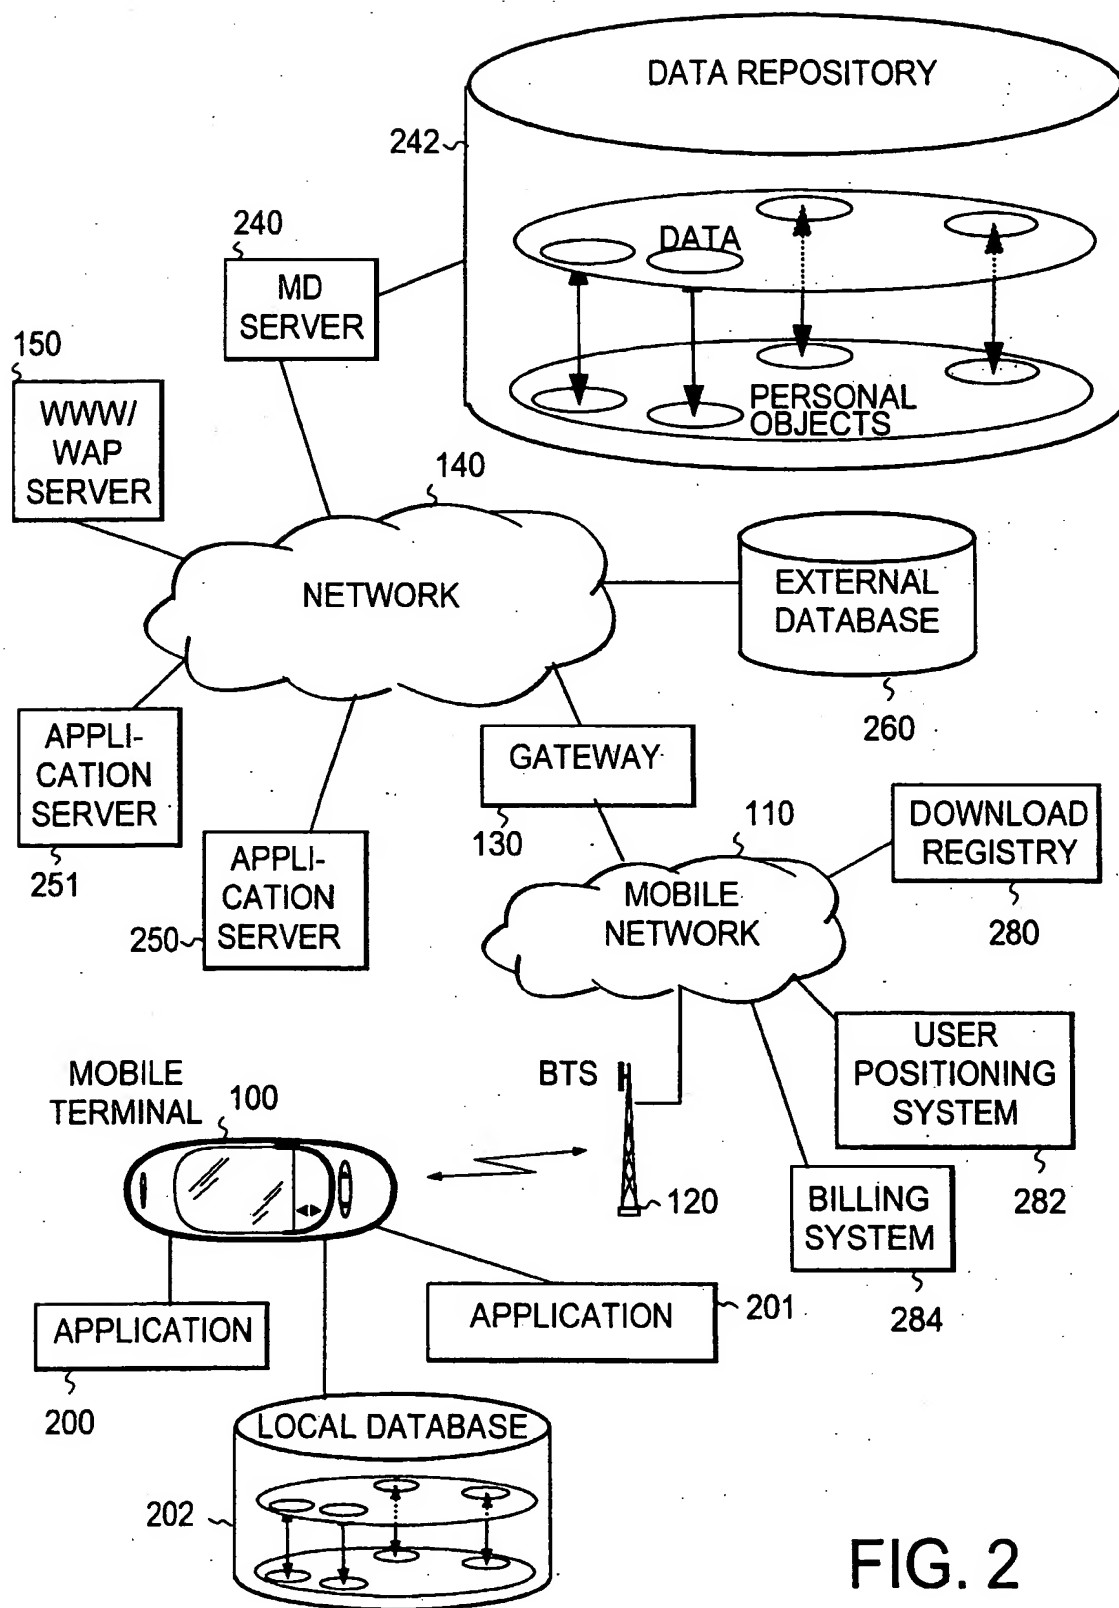 DATA REPOSITORY
242
DATA
PERSONAL
OBJECTS
240
MD
SERVER
150
WWW/
WAP
SERVER
140
NETWORK
EXTERNAL
DATABASE
260
APPLI-
CATION
SERVER
251
APPLI-
CATION
SERVER
250
GATEWAY
130
110
MOBILE
NETWORK
DOWNLOAD
REGISTRY
280
USER
POSITIONING
SYSTEM
282
BILLING
SYSTEM
284
BTS
120
MOBILE
TERMINAL
100
APPLICATION
200
APPLICATION
201
LOCAL DATABASE
202
FIG. 2